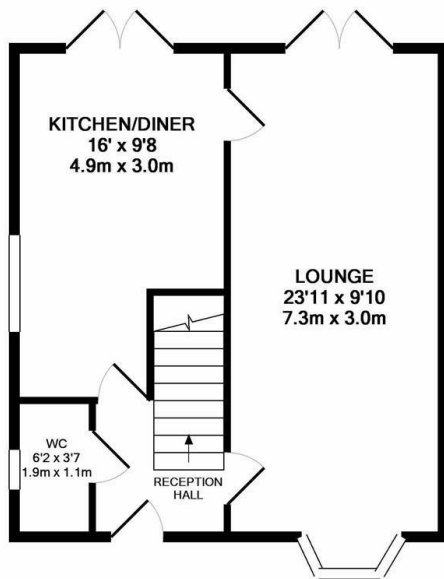 KITCHEN/DINER
16' x 9'8
4.9m x 3.0m
LOUNGE
23'11 x 9'10
7.3m x 3.0m
WC
6'2 x 3'7
1.9m x 1.1m
RECEPTION
HALL